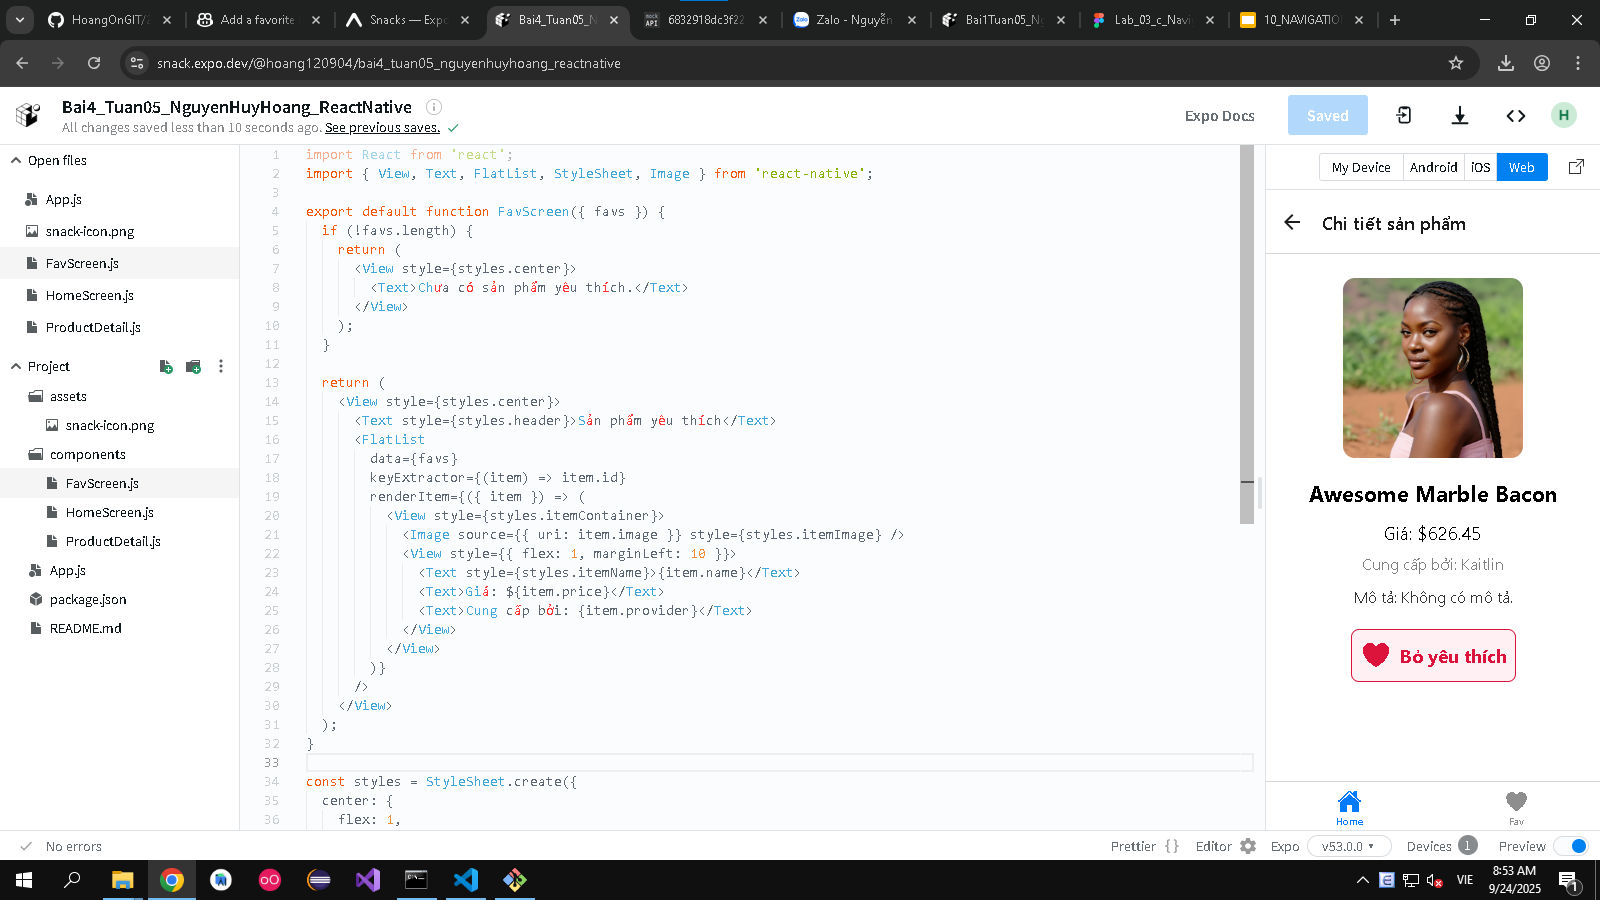 HoangOnGIT/2
Add a favorite
Snacks — Expo
Bai4_Tuan05_N
6832918dc3f22
Zalo - Nguyễn
Bai1Tuan05_Ng
Lab_03_c_Navi
10_NAVIGATIO
snack.expo.dev/@hoang120904/bai4_tuan05_nguyenhuyhoang_reactnative
Bai4_Tuan05_NguyenHuyHoang_ReactNative
All changes saved less than 10 seconds ago. See previous saves.
Expo Docs
Saved
H
Open files
App.js
snack-icon.png
FavScreen.js
HomeScreen.js
ProductDetail.js
Project
assets
snack-icon.png
components
FavScreen.js
HomeScreen.js
ProductDetail.js
App.js
package.json
README.md
1 import React from 'react';
2 import { View, Text, FlatList, StyleSheet, Image } from 'react-native';
3
4 export default function FavScreen({ favs }) {
5 if (!favs.length) {
6 return (
7 <View style={styles.center}>
8 <Text>Chưa có sản phẩm yêu thích.</Text>
9 </View>
10 );
11 }
12
13 return (
14 <View style={styles.center}>
15 <Text style={styles.header}>Sản phẩm yêu thích</Text>
16 <FlatList
17 data={favs}
18 keyExtractor={(item) => item.id}
19 renderItem={({ item }) => (
20 <View style={styles.itemContainer}>
21 <Image source={{ uri: item.image }} style={styles.itemImage} />
22 <View style={{ flex: 1, marginLeft: 10 }}>
23 <Text style={styles.itemName}>{item.name}</Text>
24 <Text>Giá: ${item.price}</Text>
25 <Text>Cung cấp bởi: {item.provider}</Text>
26 </View>
27 </View>
28 )}
29 />
30 </View>
31 );
32 }
33
34 const styles = StyleSheet.create({
35 center: {
36 flex: 1,
My Device
Android
iOS
Web
Chi tiết sản phẩm
Awesome Marble Bacon
Giá: $626.45
Cung cấp bởi: Kaitlin
Mô tả: Không có mô tả.
Bỏ yêu thích
Home
Fav
No errors
Prettier {}
Editor
Expo
v53.0.0
Devices 1
Preview
VIE
8:53 AM
9/24/2025
1